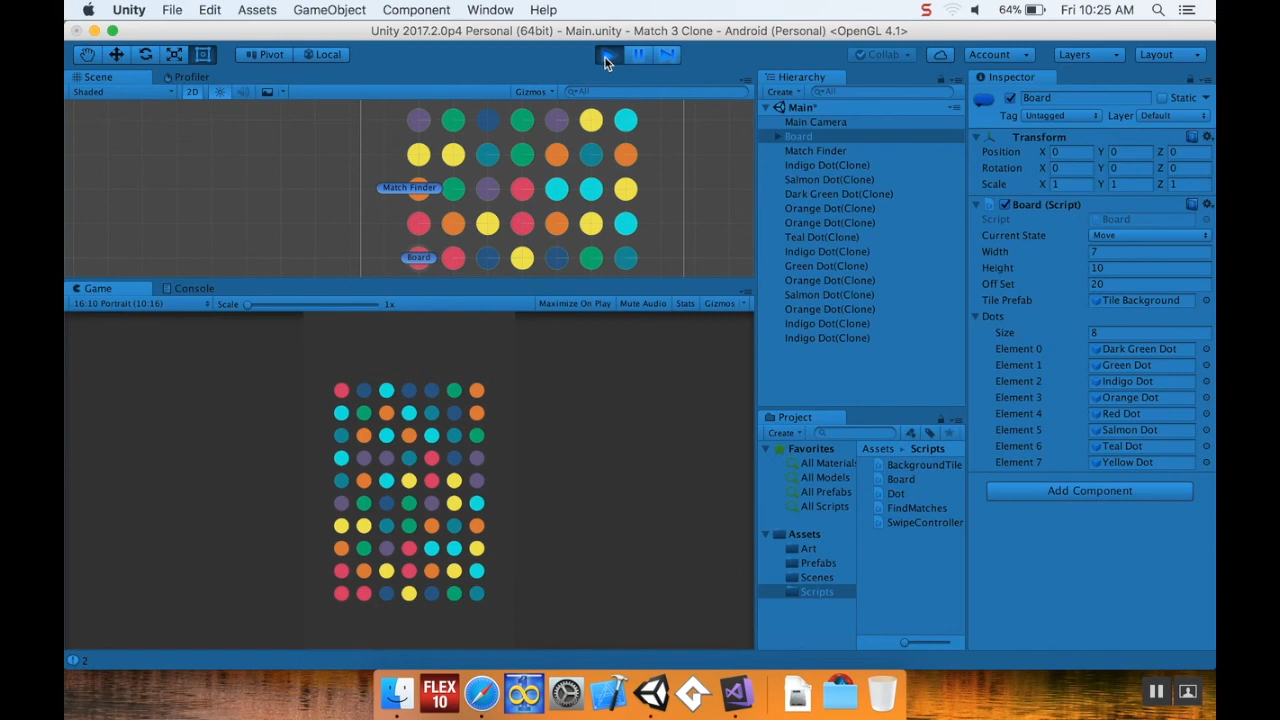 Unity File Edit Assets GameObject Component Window Help
S 64% Fri 10:25 AM
Unity 2017.2.0p4 Personal (64bit) - Main.unity - Match 3 Clone - Android (Personal) <OpenGL 4.1>
Pivot Local Collab Account Layers Layout
Scene Profiler
Shaded 2D Gizmos All
Match Finder
Board
Game Console
16:10 Portrait (10:16) Scale 1x Maximize On Play Mute Audio Stats Gizmos
2
Hierarchy
Create All
Main*
Main Camera
Board
Match Finder
Indigo Dot(Clone)
Salmon Dot(Clone)
Dark Green Dot(Clone)
Orange Dot(Clone)
Orange Dot(Clone)
Teal Dot(Clone)
Indigo Dot(Clone)
Green Dot(Clone)
Orange Dot(Clone)
Salmon Dot(Clone)
Orange Dot(Clone)
Indigo Dot(Clone)
Indigo Dot(Clone)
Project
Create
Favorites
All Materials
All Models
All Prefabs
All Scripts
Assets
Art
Prefabs
Scenes
Scripts
Assets Scripts
BackgroundTile
Board
Dot
FindMatches
SwipeController
Inspector
Board Static
Tag Untagged Layer Default
Transform
Position X 0 Y 0 Z 0
Rotation X 0 Y 0 Z 0
Scale X 1 Y 1 Z 1
Board (Script)
Script Board
Current State Move
Width 7
Height 10
Off Set 20
Tile Prefab Tile Background
Dots
Size 8
Element 0 Dark Green Dot
Element 1 Green Dot
Element 2 Indigo Dot
Element 3 Orange Dot
Element 4 Red Dot
Element 5 Salmon Dot
Element 6 Teal Dot
Element 7 Yellow Dot
Add Component
FLEX
10